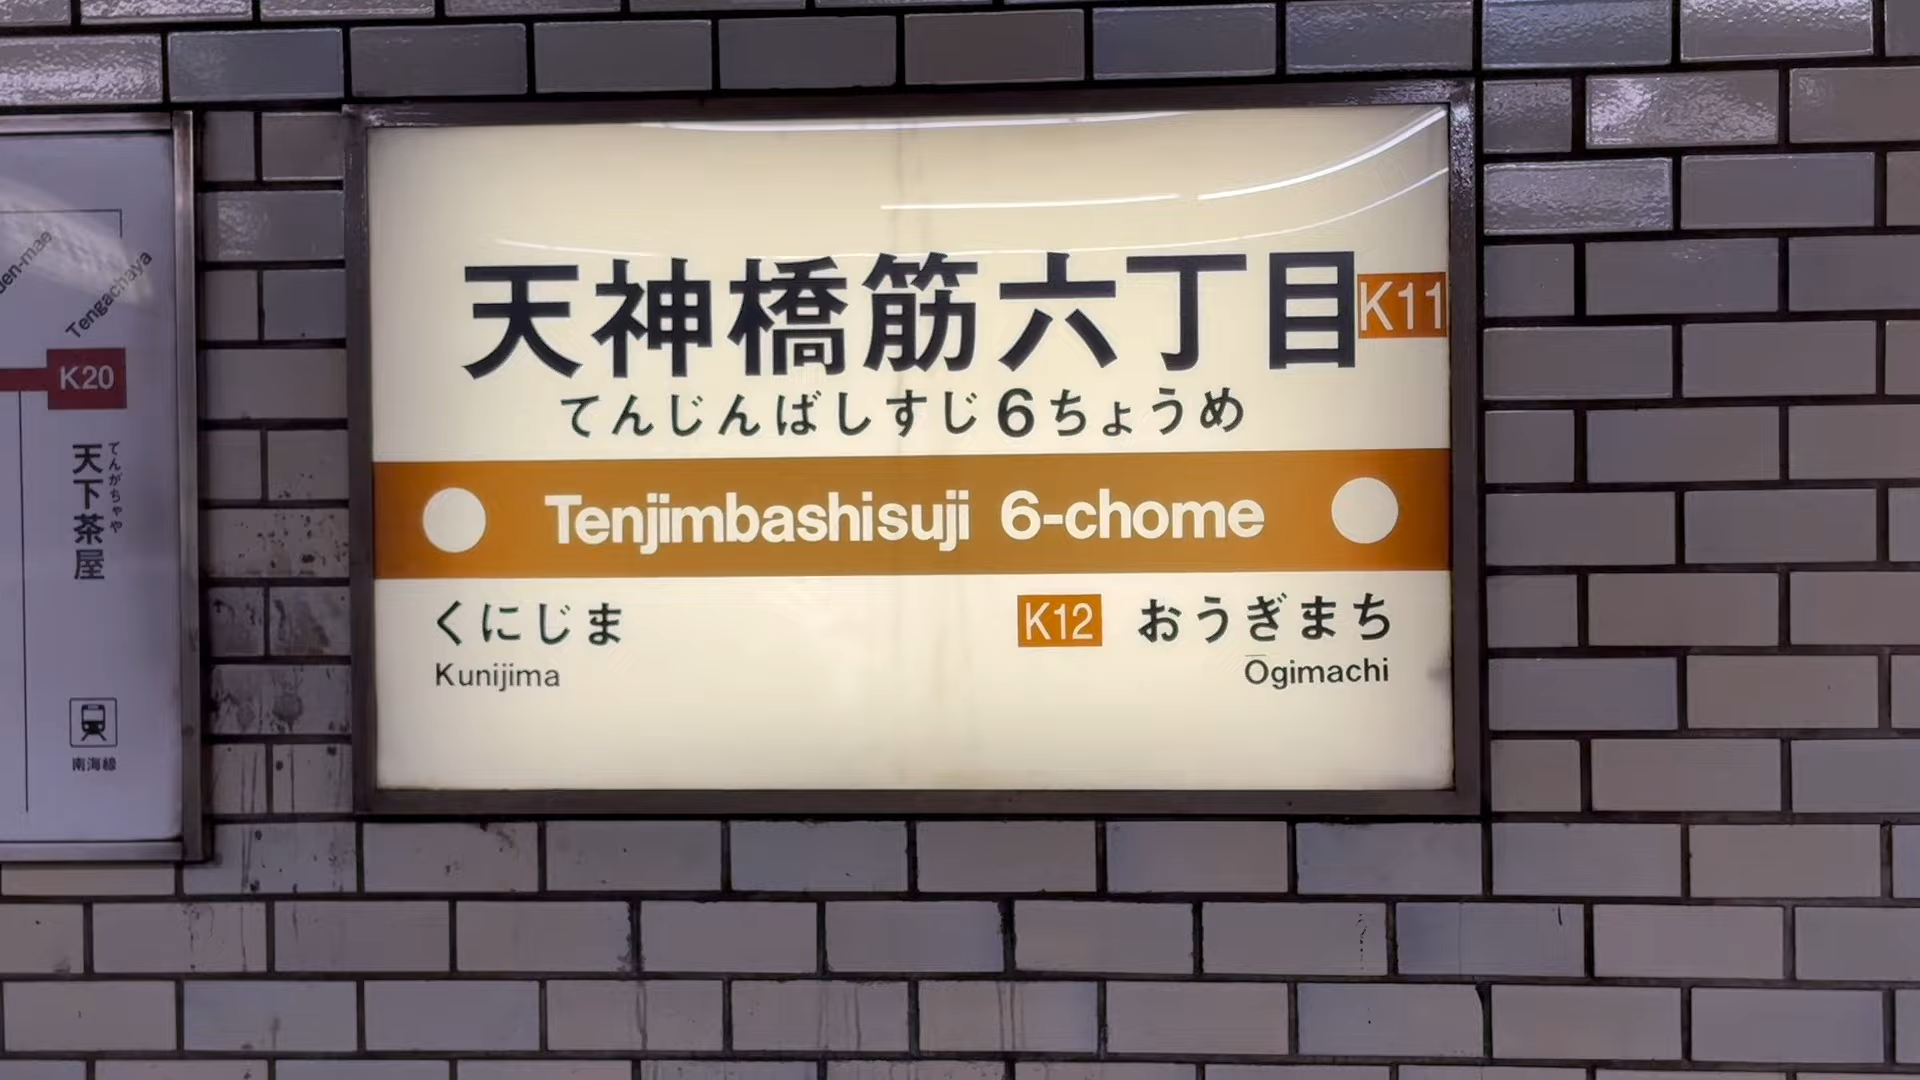 Tengachaya
K20
天下茶屋
てんがちゃや
南海線
天神橋筋六丁目 K11
てんじんばしすじ6ちょうめ
Tenjimbashisuji 6-chome
くにじま
Kunijima
K12 おうぎまち
Ōgimachi